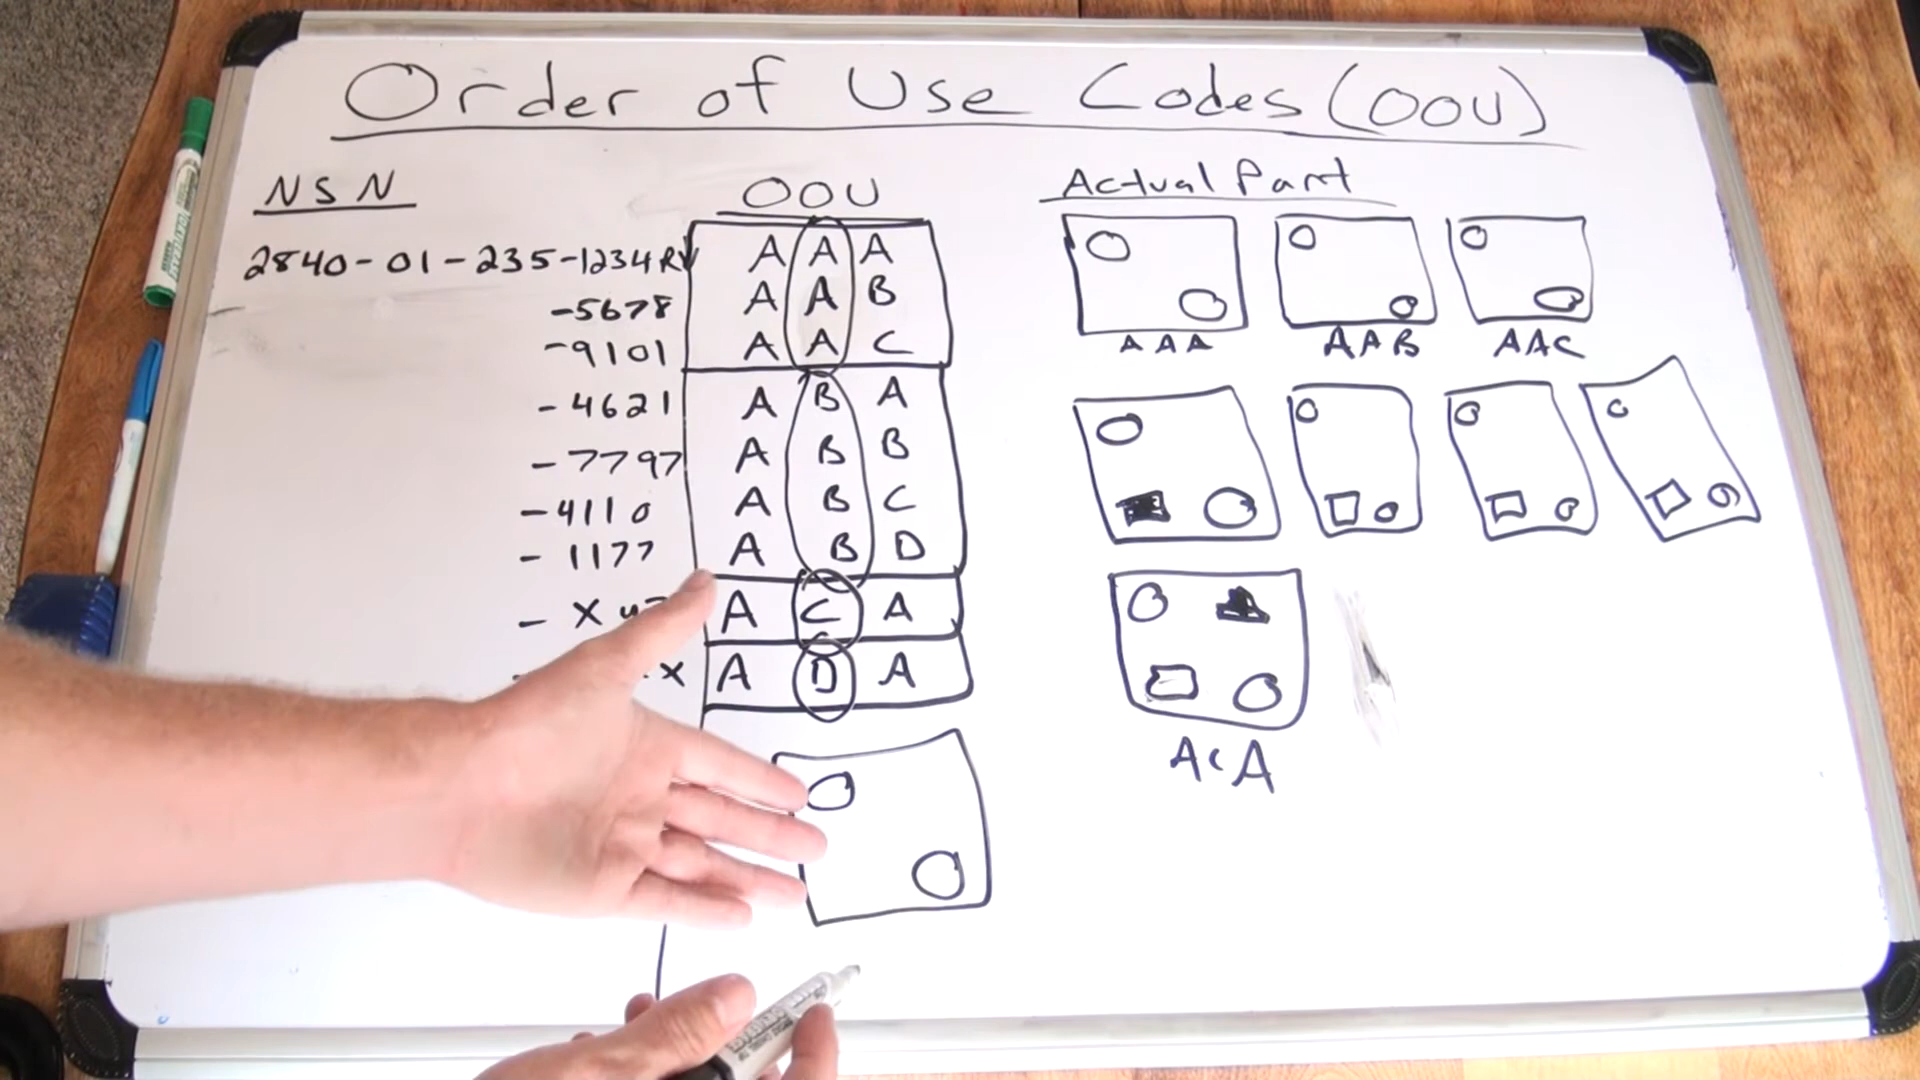 Order of Use Codes (OOU)
NSN OOU Actual Part
2840-01-235-1234RV A A A
-5678 A A B
-9101 A A C
AAA AAB AAC
-4621 A B A
-7797 A B B
-4110 A B C
-1177 A B D
- X A C A
x A D A
ACA